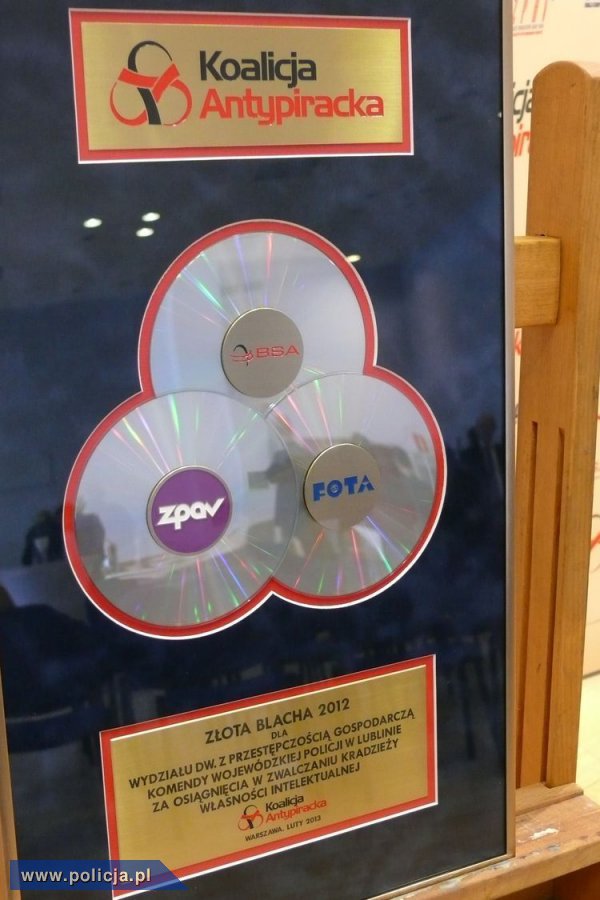 Koalicja
Antypiracka
BSA
FOTA
zpav
ZŁOTA BLACHA 2012
DLA
WYDZIAŁU DW. Z PRZESTĘPCZOŚCIĄ GOSPODARCZĄ
KOMENDY WOJEWÓDZKIEJ POLICJI W LUBLINIE
ZA OSIĄGNIĘCIA W ZWALCZANIU KRADZIEŻY
WŁASNOŚCI INTELEKTUALNEJ
Koalicja
Antypiracka
WARSZAWA, LUTY 2013
www.policja.pl